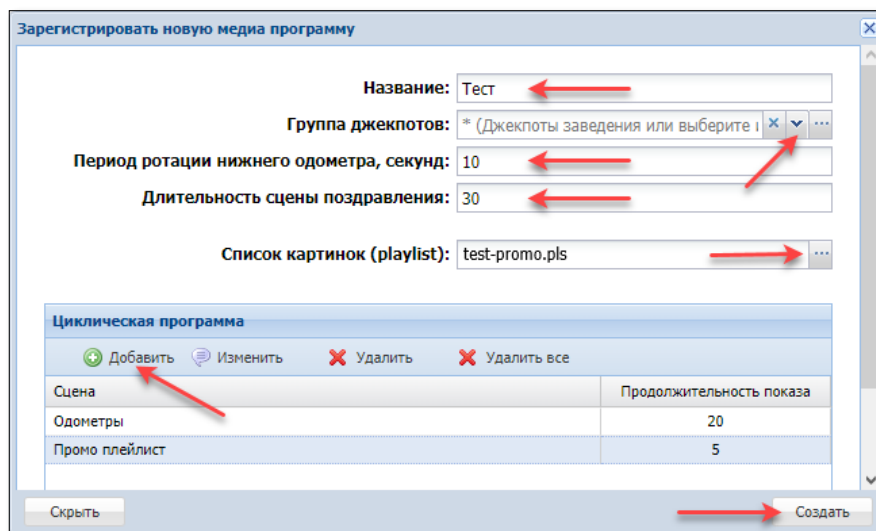 Зарегистрировать новую медиа программу
Название: Тест
Группа джекпотов: * (Джекпоты заведения или выберите
Период ротации нижнего одометра, секунд: 10
Длительность сцены поздравления: 30
Список картинок (playlist): test-promo.pls
Циклическая программа
Добавить Изменить Удалить Удалить все
Сцена Продолжительность показа
Одометры 20
Промо плейлист 5
Скрыть Создать